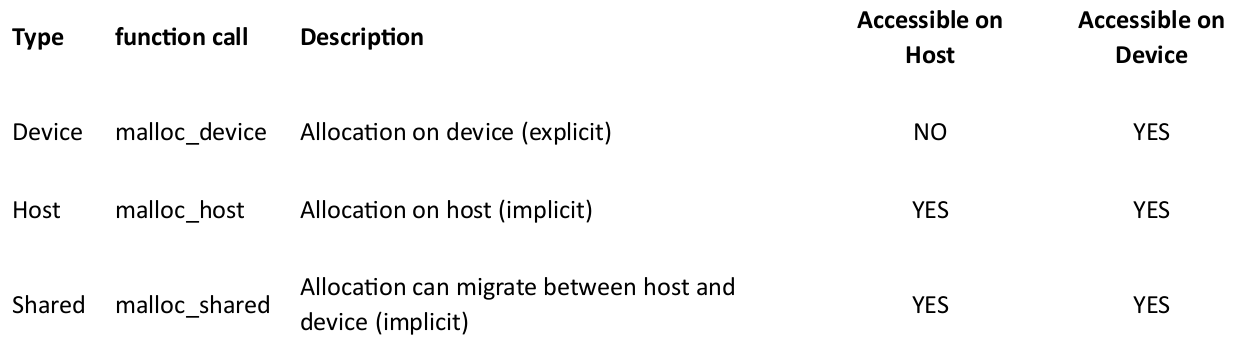 Type function call Description Accessible on Host Accessible on Device
Device malloc_device Allocation on device (explicit) NO YES
Host malloc_host Allocation on host (implicit) YES YES
Shared malloc_shared Allocation can migrate between host and device (implicit) YES YES